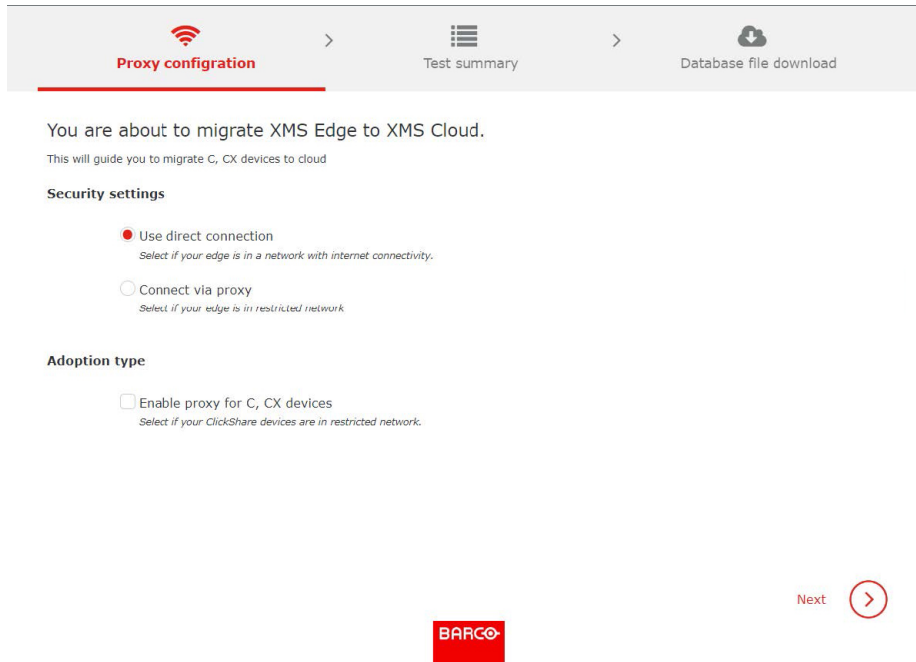 Proxy configration
Test summary
Database file download
You are about to migrate XMS Edge to XMS Cloud.
This will guide you to migrate C, CX devices to cloud
Security settings
Use direct connection
Select if your edge is in a network with internet connectivity.
Connect via proxy
Select if your edge is in restricted network
Adoption type
Enable proxy for C, CX devices
Select if your ClickShare devices are in restricted network.
Next
BARCO